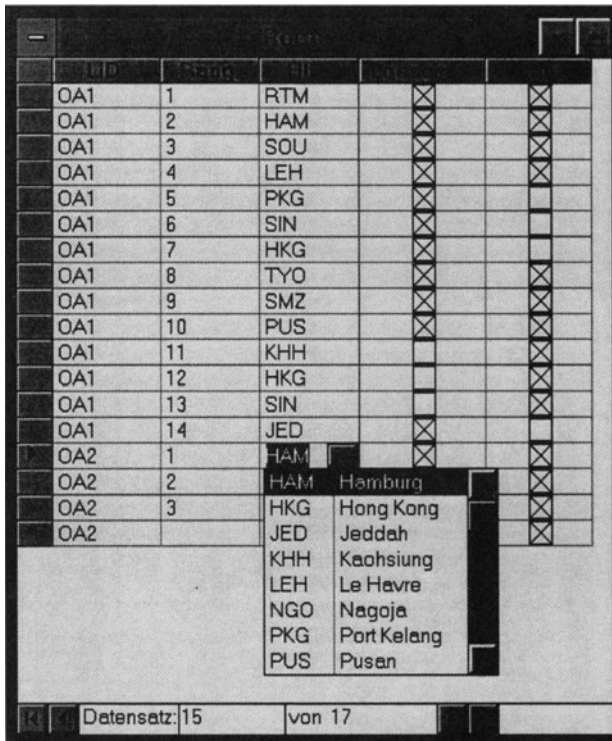 LID Rang HID
OA1 1 RTM
OA1 2 HAM
OA1 3 SOU
OA1 4 LEH
OA1 5 PKG
OA1 6 SIN
OA1 7 HKG
OA1 8 TYO
OA1 9 SMZ
OA1 10 PUS
OA1 11 KHH
OA1 12 HKG
OA1 13 SIN
OA1 14 JED
OA2 1 HAM
OA2 2 HAM Hamburg
OA2 3 HKG Hong Kong
OA2 JED Jeddah
KHH Kaohsiung
LEH Le Havre
NGO Nagoja
PKG Port Kelang
PUS Pusan
Datensatz: 15 von 17